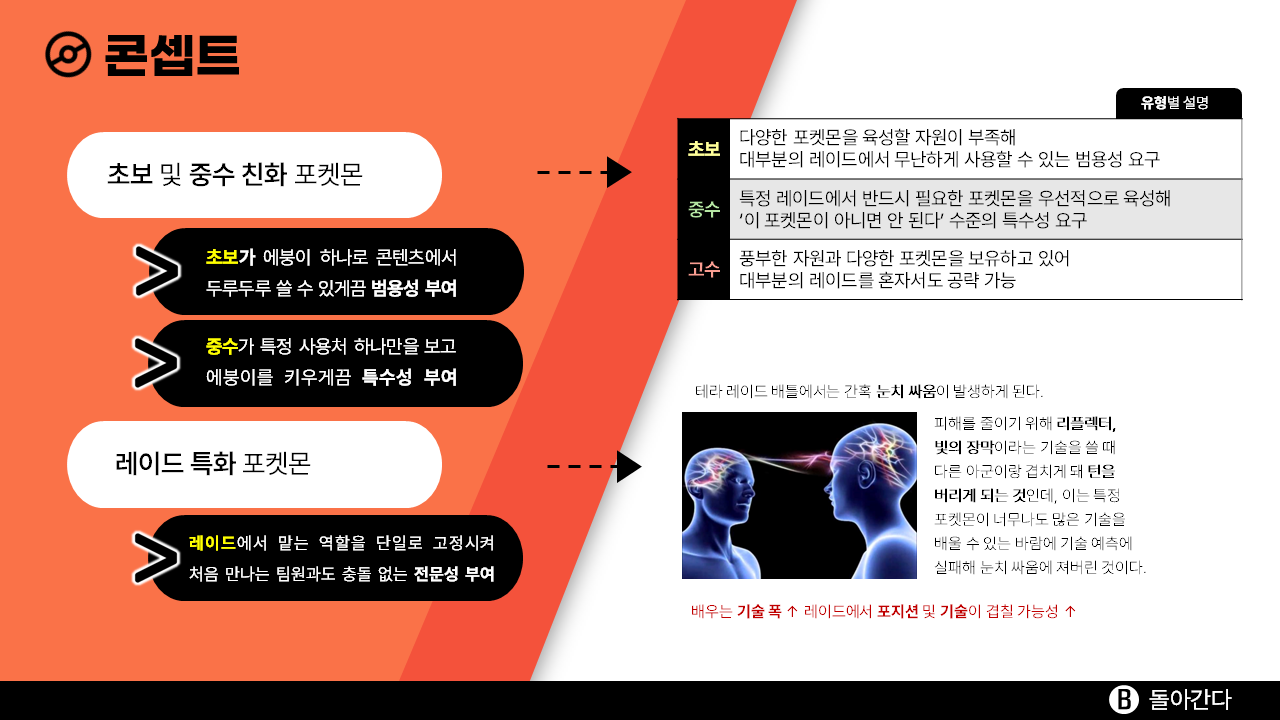 콘셉트
초보 및 중수 친화 포켓몬
초보가 에붕이 하나로 콘텐츠에서
두루두루 쓸 수 있게끔 범용성 부여
중수가 특정 사용처 하나만을 보고
에붕이를 키우게끔 특수성 부여
레이드 특화 포켓몬
레이드에서 맡는 역할을 단일로 고정시켜
처음 만나는 팀원과도 충돌 없는 전문성 부여
유형별 설명
초보
다양한 포켓몬을 육성할 자원이 부족해
대부분의 레이드에서 무난하게 사용할 수 있는 범용성 요구
중수
특정 레이드에서 반드시 필요한 포켓몬을 우선적으로 육성해
‘이 포켓몬이 아니면 안 된다’ 수준의 특수성 요구
고수
풍부한 자원과 다양한 포켓몬을 보유하고 있어
대부분의 레이드를 혼자서도 공략 가능
테라 레이드 배틀에서는 간혹 눈치 싸움이 발생하게 된다.
피해를 줄이기 위해 리플렉터,
빛의 장막이라는 기술을 쓸 때
다른 아군이랑 겹치게 돼 턴을
버리게 되는 것인데, 이는 특정
포켓몬이 너무나도 많은 기술을
배울 수 있는 바람에 기술 예측에
실패해 눈치 싸움에 져버린 것이다.
배우는 기술 폭 ↑ 레이드에서 포지션 및 기술이 겹칠 가능성 ↑
B 돌아간다